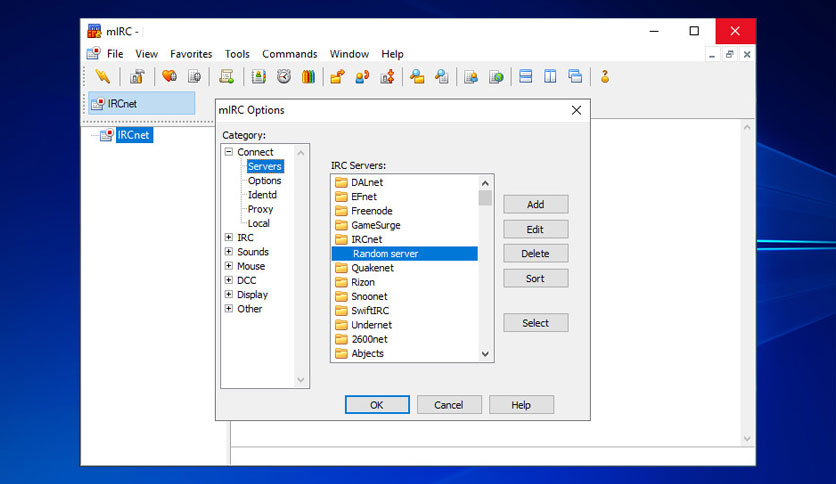 mIRC -
File View Favorites Tools Commands Window Help
IRCnet
IRCnet
mIRC Options
Category:
Connect
Servers
Options
Identd
Proxy
Local
IRC
Sounds
Mouse
DCC
Display
Other
IRC Servers:
DALnet
EFnet
Freenode
GameSurge
IRCnet
Random server
Quakenet
Rizon
Snoonet
SwiftIRC
Undernet
2600net
Abjects
Add
Edit
Delete
Sort
Select
OK Cancel Help